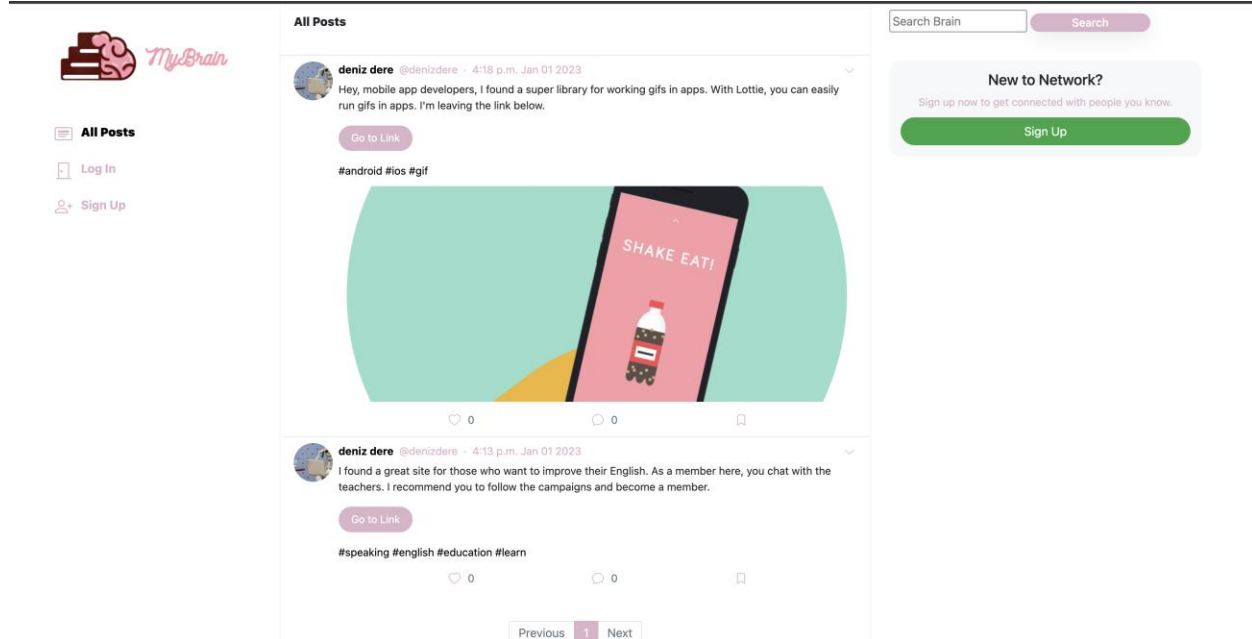 MyBrain
All Posts
Log In
Sign Up
All Posts
deniz dere @denizdere · 4:18 p.m. Jan 01 2023
Hey, mobile app developers, I found a super library for working gifs in apps. With Lottie, you can easily
run gifs in apps. I'm leaving the link below.
Go to Link
#android #ios #gif
SHAKE EAT!
0 0
deniz dere @denizdere · 4:13 p.m. Jan 01 2023
I found a great site for those who want to improve their English. As a member here, you chat with the
teachers. I recommend you to follow the campaigns and become a member.
Go to Link
#speaking #english #education #learn
0 0
Previous 1 Next
Search Brain Search
New to Network?
Sign up now to get connected with people you know.
Sign Up